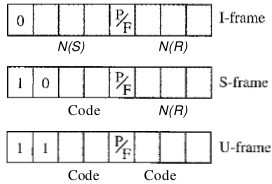 0 P/F I-frame
N(S) N(R)
1 0 P/F S-frame
Code N(R)
1 1 P/F U-frame
Code Code